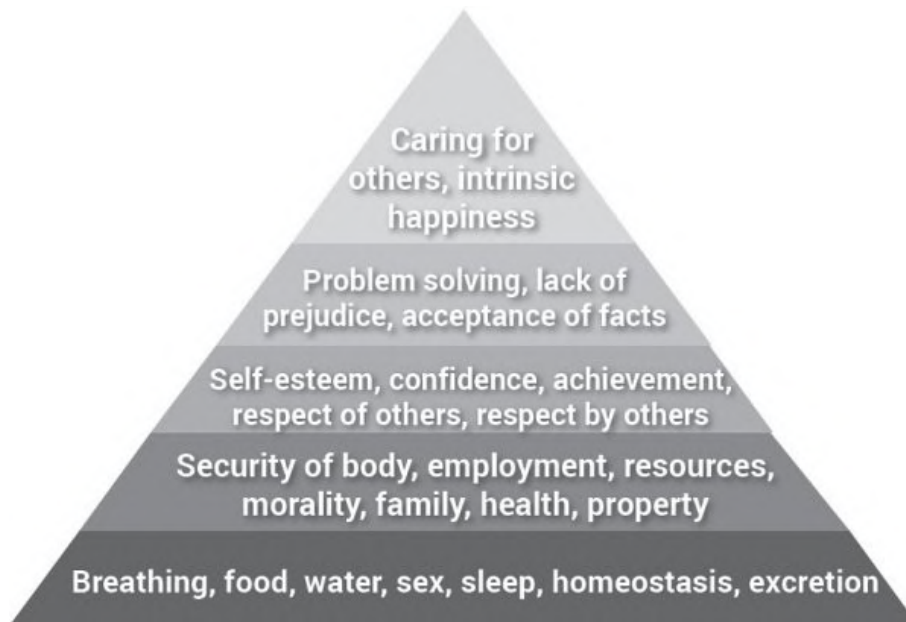 Caring for
others, intrinsic
happiness
Problem solving, lack of
prejudice, acceptance of facts
Self-esteem, confidence, achievement,
respect of others, respect by others
Security of body, employment, resources,
morality, family, health, property
Breathing, food, water, sex, sleep, homeostasis, excretion